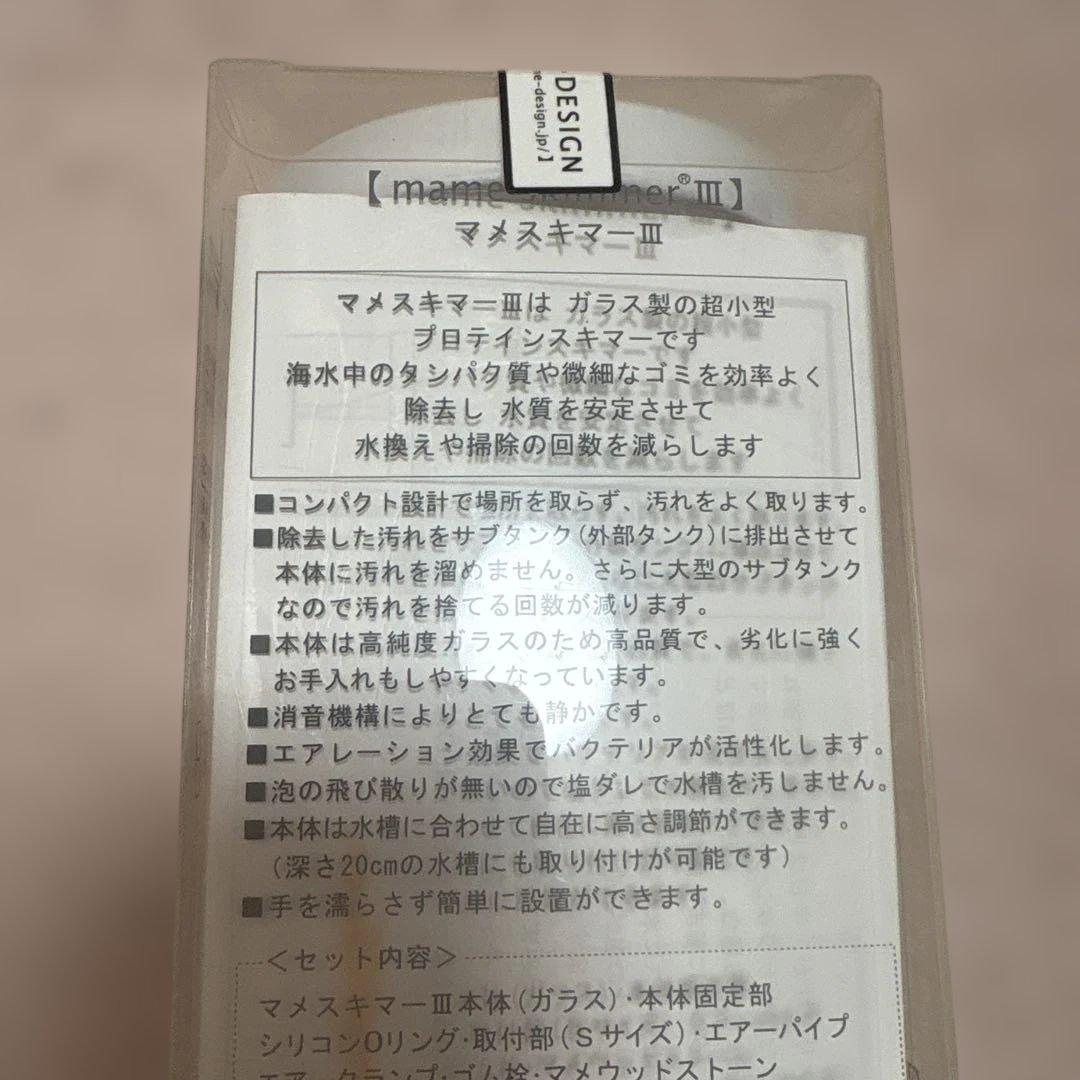 DESIGN
e-design.jp/】
【mame skimmer®Ⅲ】
マメスキマーⅢ
マメスキマーⅢは ガラス製の超小型
プロテインスキマーです
海水中のタンパク質や微細なゴミを効率よく
除去し 水質を安定させて
水換えや掃除の回数を減らします
■コンパクト設計で場所を取らず、汚れをよく取ります。
■除去した汚れをサブタンク(外部タンク)に排出させて
本体に汚れを溜めません。さらに大型のサブタンク
なので汚れを捨てる回数が減ります。
■本体は高純度ガラスのため高品質で、劣化に強く
お手入れもしやすくなっています。
■消音機構によりとても静かです。
■エアレーション効果でバクテリアが活性化します。
■泡の飛び散りが無いので塩ダレで水槽を汚しません。
■本体は水槽に合わせて自在に高さ調節ができます。
(深さ20cmの水槽にも取り付けが可能です)
■手を濡らさず簡単に設置ができます。
＜セット内容＞
マメスキマーⅢ本体(ガラス)・本体固定部
シリコンOリング・取付部(Sサイズ)・エアーパイプ
エアークランプ・ゴム栓・マメウッドストーン